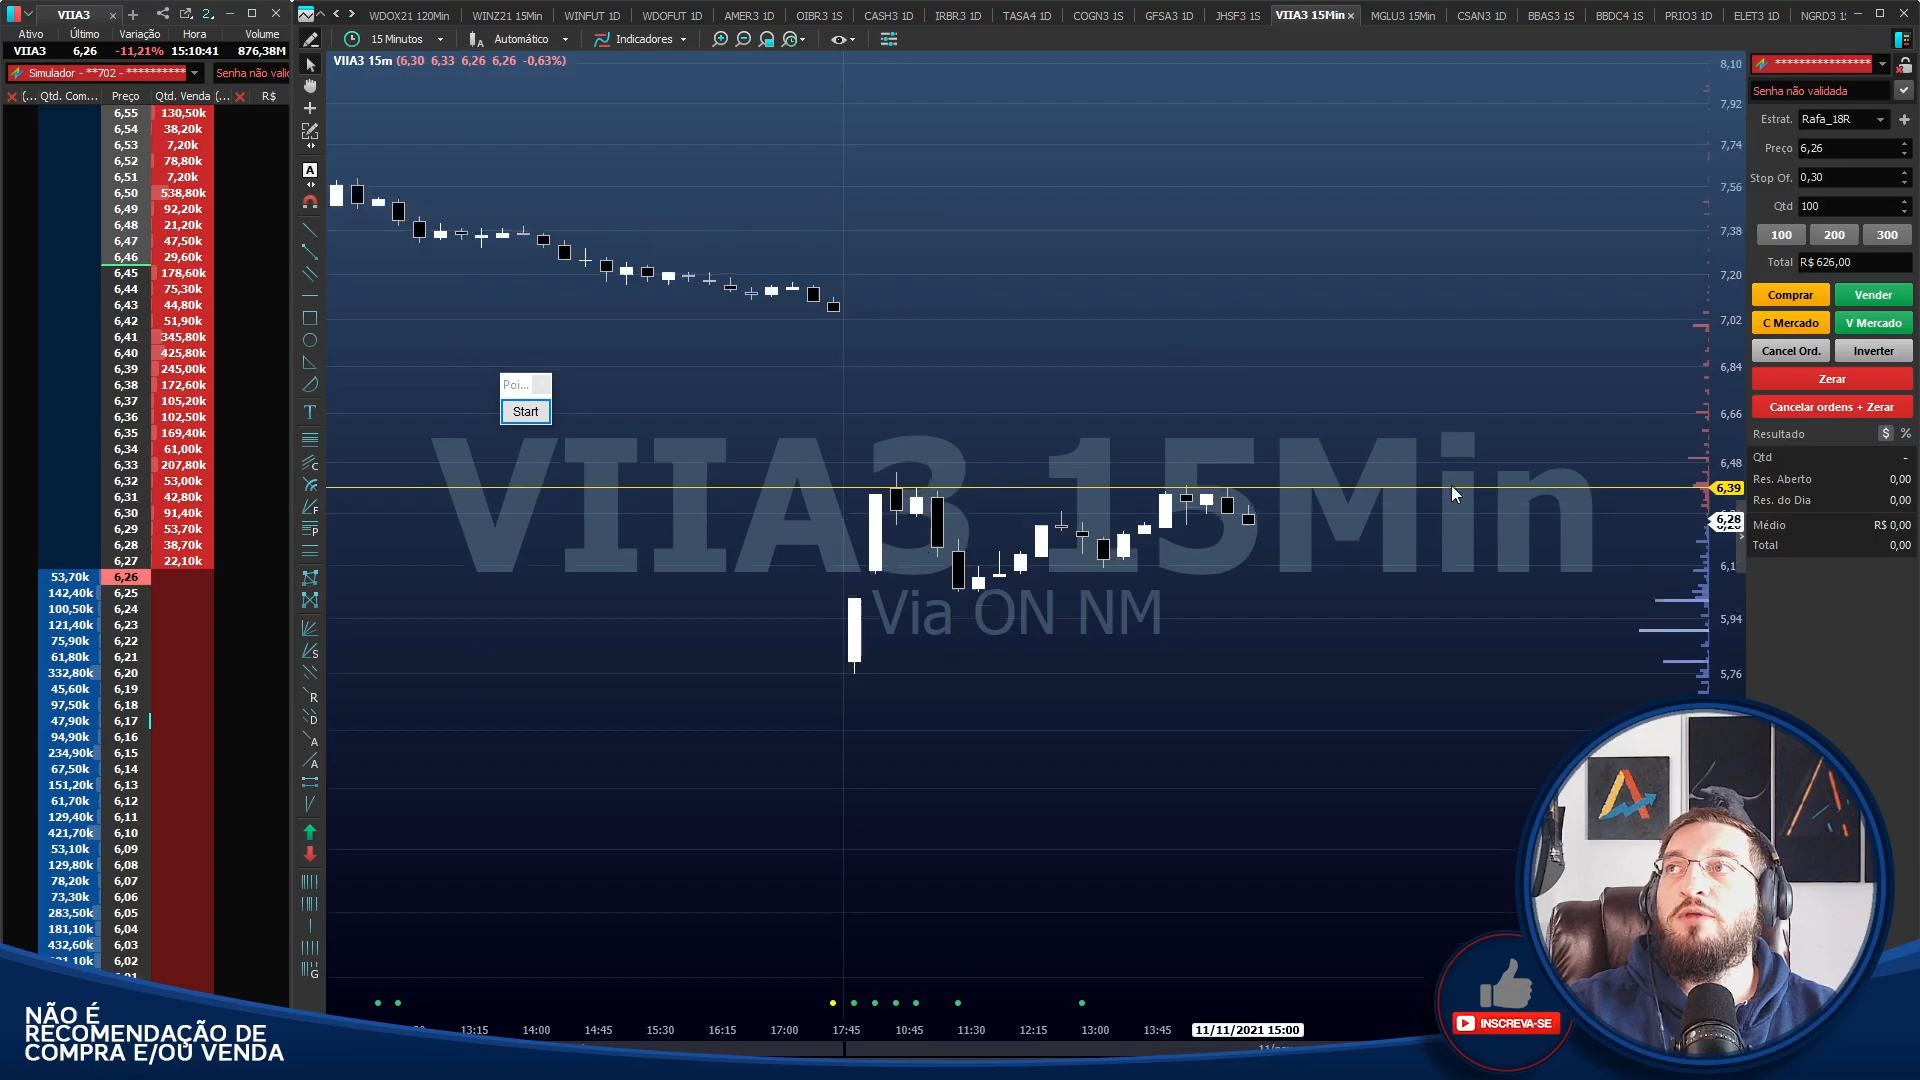 VIIA3
2
WDOX21 120Min
WINZ21 15Min
WINFUT 1D
WDOFUT 1D
AMER3 1D
OIBR3 1S
CASH3 1D
IRBR3 1D
TASA4 1D
COGN3 1D
GFSA3 1D
JHSF3 1S
VIIA3 15Min
MGLU3 15Min
CSAN3 1D
BBAS3 1S
BBDC4 1S
PRIO3 1D
ELET3 1D
NGRD3 1
Ativo Último Variação Hora Volume
VIIA3 6,26 -11,21% 15:10:41 876,38M
15 Minutos Automático Indicadores
Simulador - **702 - ***********
Senha não vali
(... Qtd. Com... Preço Qtd. Venda (... R$
VIIA3 15m (6,30 6,33 6,26 6,26 -0,63%)
6,55 130,50k
6,54 38,20k
6,53 7,20k
6,52 78,80k
6,51 7,20k
6,50 538,80k
6,49 92,20k
6,48 21,20k
6,47 47,50k
6,46 29,60k
6,45 178,60k
6,44 75,30k
6,43 44,80k
6,42 51,90k
6,41 345,80k
6,40 425,80k
6,39 245,00k
6,38 172,60k
6,37 105,20k
6,36 102,50k
6,35 169,40k
6,34 61,00k
6,33 207,80k
6,32 53,00k
6,31 42,80k
6,30 91,40k
6,29 53,70k
6,28 38,70k
6,27 22,10k
53,70k 6,26
142,40k 6,25
100,50k 6,24
121,40k 6,23
75,90k 6,22
61,80k 6,21
332,80k 6,20
45,60k 6,19
97,50k 6,18
47,90k 6,17
94,90k 6,16
234,90k 6,15
67,50k 6,14
151,20k 6,13
61,70k 6,12
129,40k 6,11
421,70k 6,10
53,10k 6,09
129,80k 6,08
78,20k 6,07
73,30k 6,06
283,50k 6,05
181,10k 6,04
432,60k 6,03
6,02
A
T
C
F
P
S
R
D
A
A
G
Poi...
Start
VIIA3 15Min
Via ON NM
8,10
7,92
7,74
7,56
7,38
7,20
7,02
6,84
6,66
6,48
6,39
6,28
6,1
5,94
5,76
13:15 14:00 14:45 15:30 16:15 17:00 17:45 10:45 11:30 12:15 13:00 13:45 11/11/2021 15:00
*****************
Senha não validada
Estrat. Rafa_18R
Preço 6,26
Stop Of. 0,30
Qtd 100
100 200 300
Total R$ 626,00
Comprar Vender
C Mercado V Mercado
Cancel Ord. Inverter
Zerar
Cancelar ordens + Zerar
Resultado $ %
Qtd -
Res. Aberto 0,00
Res. do Dia 0,00
Médio R$ 0,00
Total 0,00
NÃO É
RECOMENDAÇÃO DE
COMPRA E/OU VENDA
INSCREVA-SE